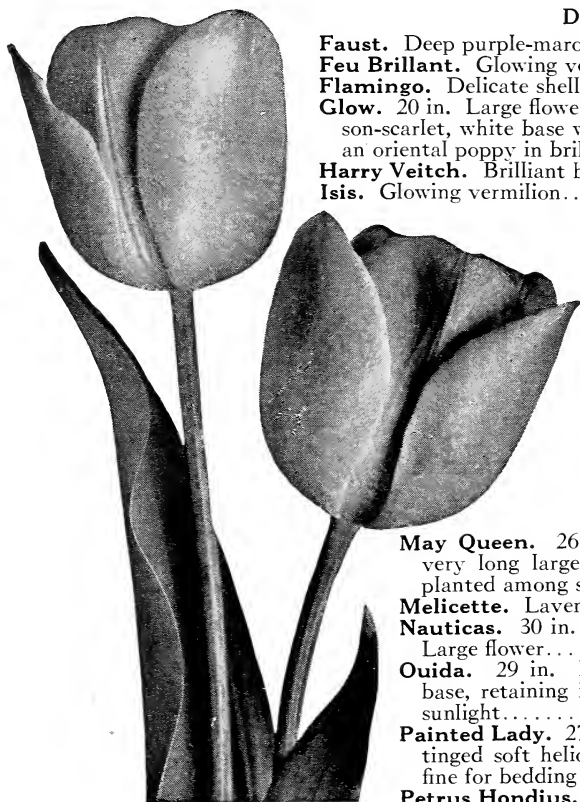 D
Faust. Deep purple-maro
Feu Brillant. Glowing ve
Flamingo. Delicate shell
Glow. 20 in. Large flowe
son-scarlet, white base w
an oriental poppy in bril
Harry Veitch. Brilliant b
Isis. Glowing vermilion..
May Queen. 26
very long large
planted among s
Melicette. Laven
Nauticas. 30 in.
Large flower....
Ouida. 29 in.
base, retaining
sunlight........
Painted Lady. 27
tinged soft helio
fine for bedding
Petrus Hondius.